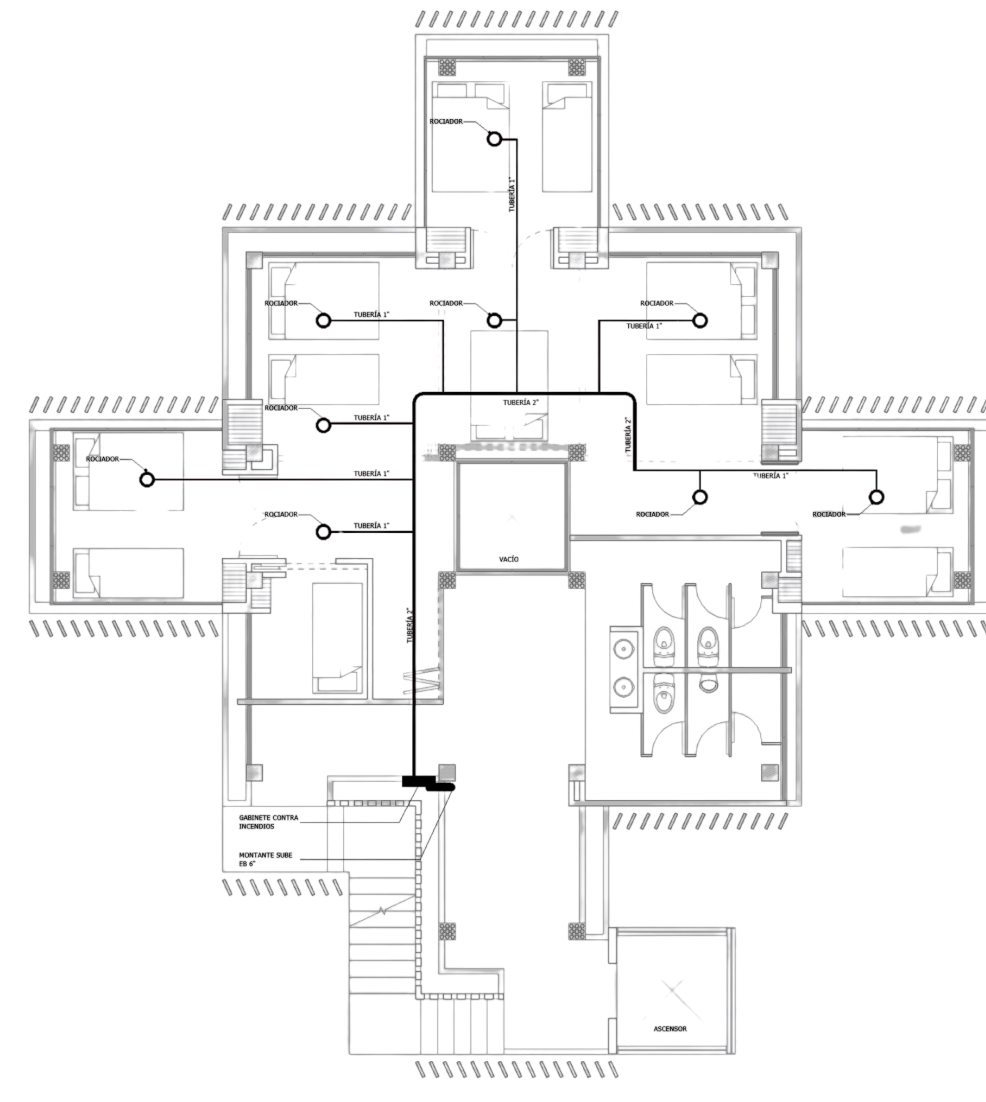 ROCIADOR
TUBERÍA 1"
ROCIADOR
ROCIADOR
ROCIADOR
TUBERÍA 1"
TUBERÍA 1"
TUBERÍA 2"
ROCIADOR
TUBERÍA 1"
TUBERÍA 2"
ROCIADOR
TUBERÍA 1"
TUBERÍA 1"
ROCIADOR
TUBERÍA 1"
ROCIADOR
ROCIADOR
VACÍO
TUBERÍA 2"
GABINETE CONTRA
INCENDIOS
MONTANTE SUBE
EB 6"
ASCENSOR